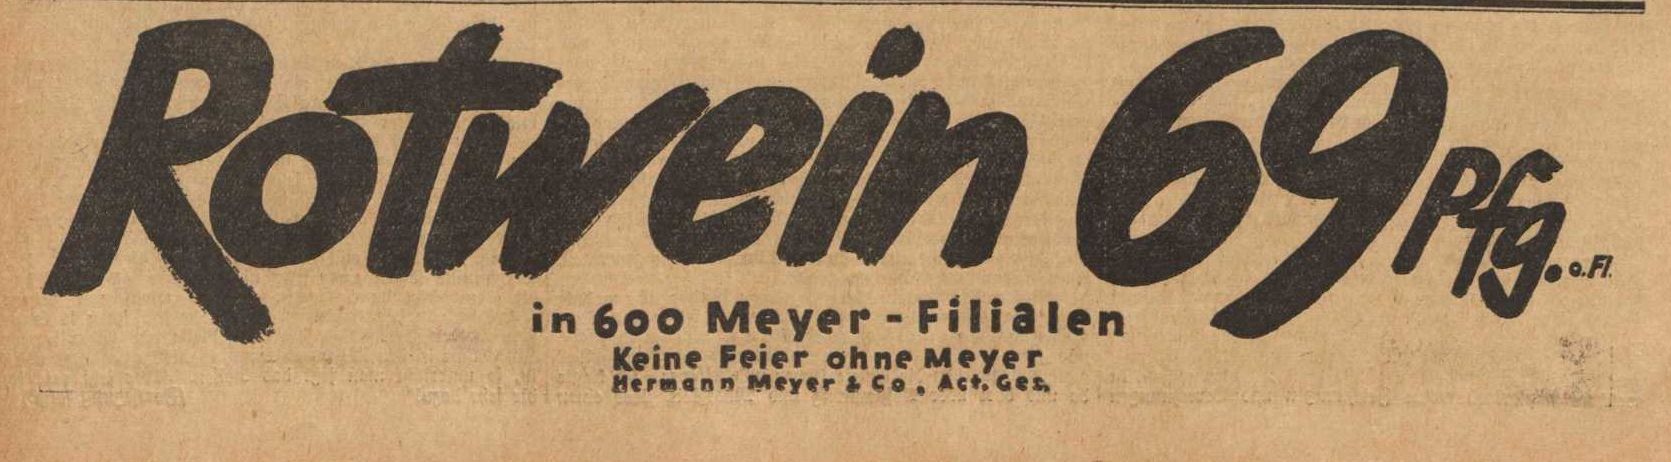 Rotwein 69 Pfg. o. Fl.
in 600 Meyer-Filialen
Keine Feier ohne Meyer
Hermann Meyer & Co., Act. Ges.